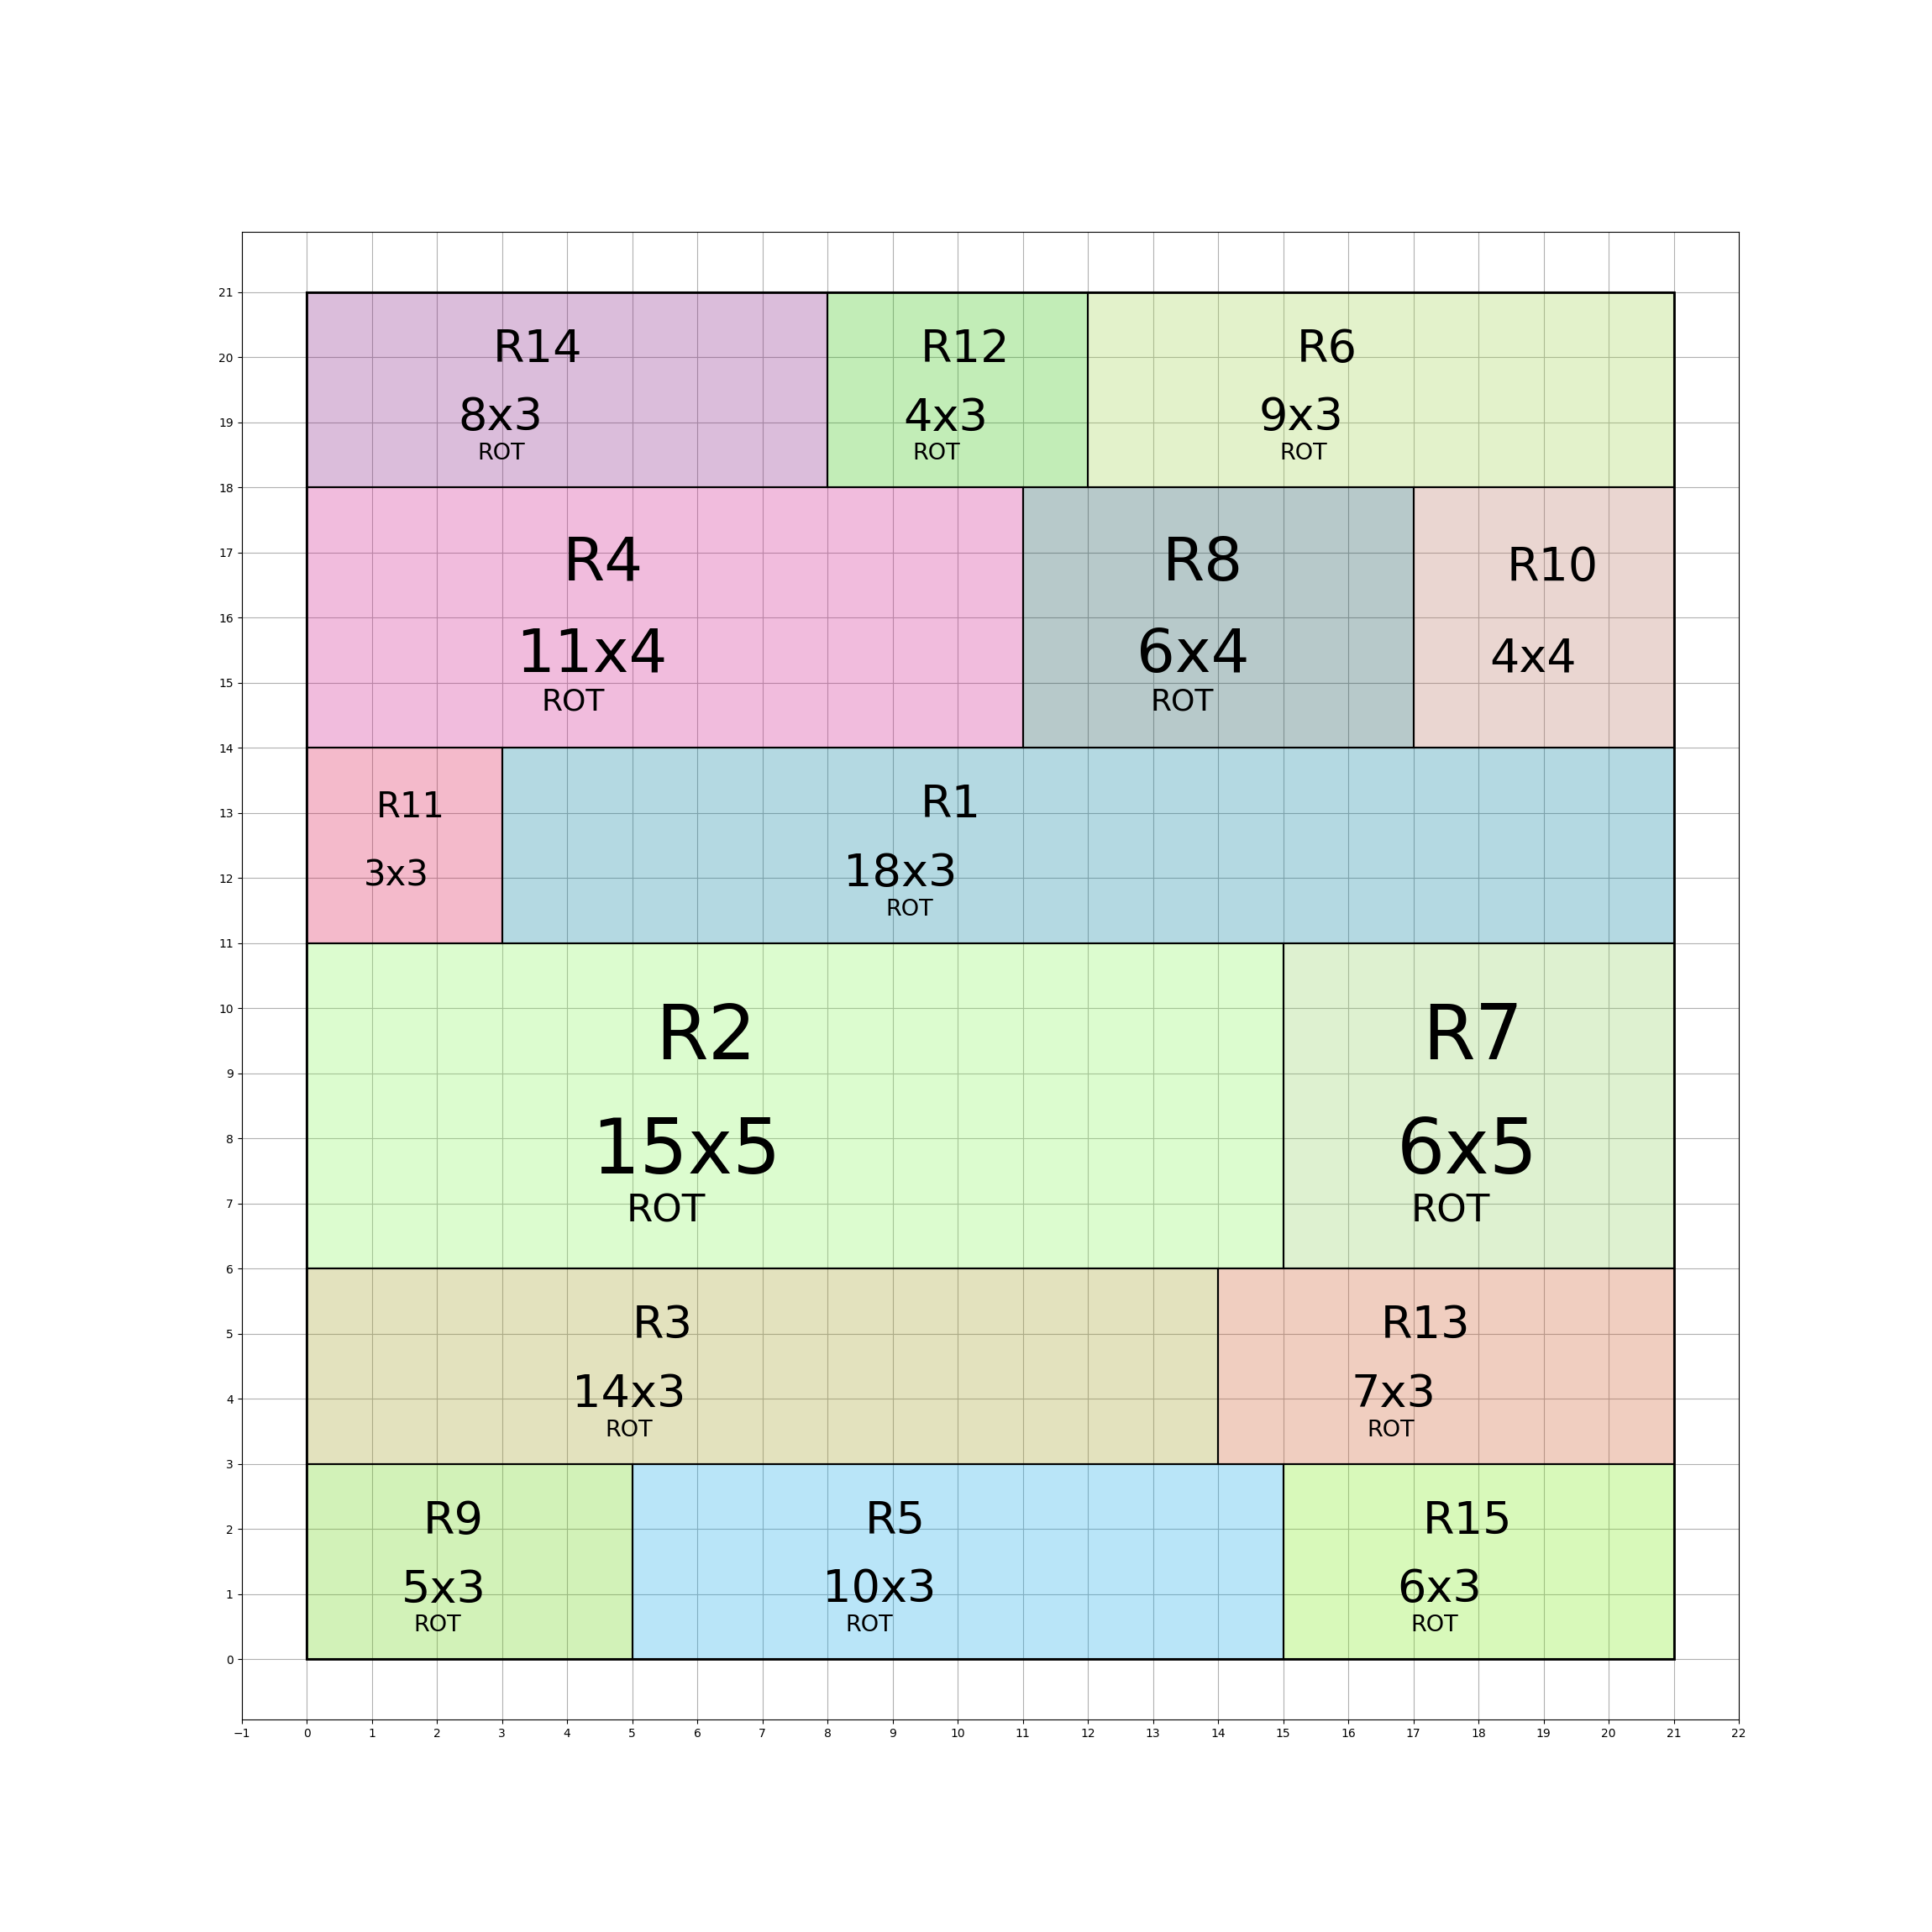 21
R14
R12
R6
20
8x3
4x3
9x3
19
ROT
ROT
ROT
18
R4
R8
R10
17
16
11x4
6x4
4x4
15
ROT
ROT
14
R11
R1
13
3x3
18x3
12
ROT
11
R2
R7
10
9
15x5
6x5
8
ROT
ROT
7
6
R3
R13
5
14x3
7x3
4
ROT
ROT
3
R9
R5
R15
2
5x3
10x3
6x3
1
ROT
ROT
ROT
0
−1 0 1 2 3 4 5 6 7 8 9 10 11 12 13 14 15 16 17 18 19 20 21 22